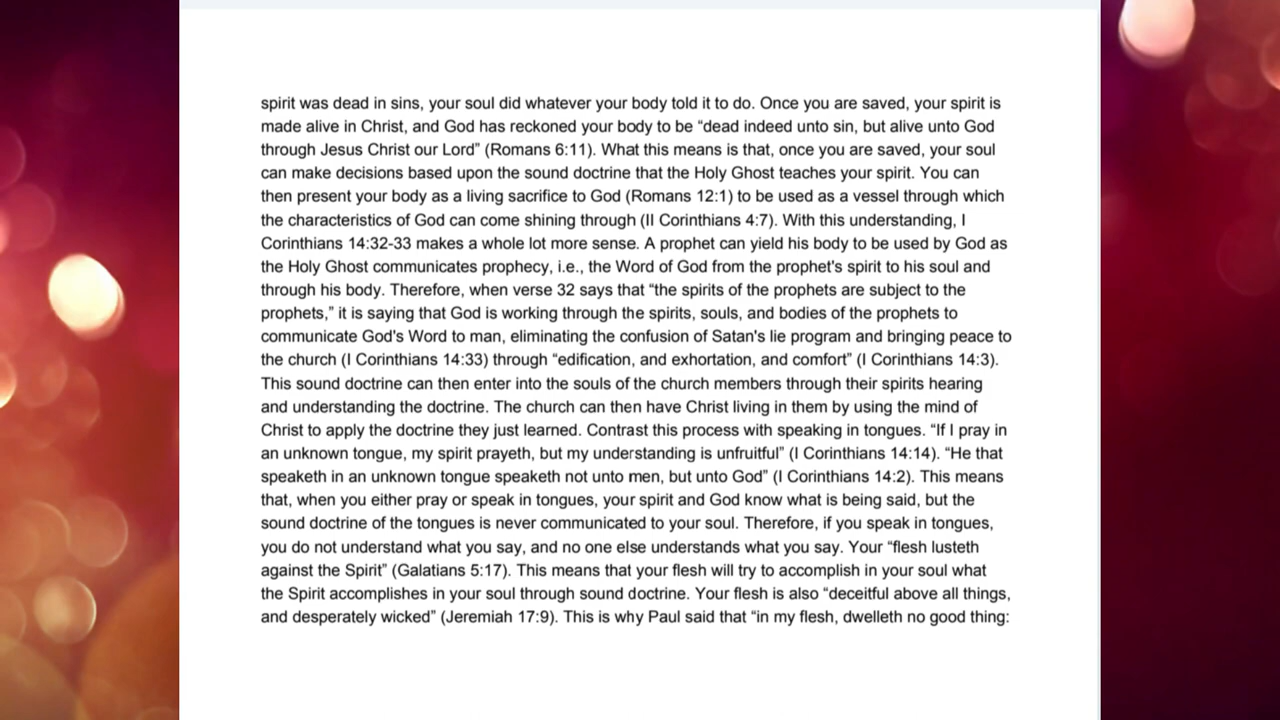 spirit was dead in sins, your soul did whatever your body told it to do. Once you are saved, your spirit is
made alive in Christ, and God has reckoned your body to be “dead indeed unto sin, but alive unto God
through Jesus Christ our Lord” (Romans 6:11). What this means is that, once you are saved, your soul
can make decisions based upon the sound doctrine that the Holy Ghost teaches your spirit. You can
then present your body as a living sacrifice to God (Romans 12:1) to be used as a vessel through which
the characteristics of God can come shining through (II Corinthians 4:7). With this understanding, I
Corinthians 14:32-33 makes a whole lot more sense. A prophet can yield his body to be used by God as
the Holy Ghost communicates prophecy, i.e., the Word of God from the prophet's spirit to his soul and
through his body. Therefore, when verse 32 says that “the spirits of the prophets are subject to the
prophets,” it is saying that God is working through the spirits, souls, and bodies of the prophets to
communicate God's Word to man, eliminating the confusion of Satan's lie program and bringing peace to
the church (I Corinthians 14:33) through “edification, and exhortation, and comfort” (I Corinthians 14:3).
This sound doctrine can then enter into the souls of the church members through their spirits hearing
and understanding the doctrine. The church can then have Christ living in them by using the mind of
Christ to apply the doctrine they just learned. Contrast this process with speaking in tongues. “If I pray in
an unknown tongue, my spirit prayeth, but my understanding is unfruitful” (I Corinthians 14:14). “He that
speaketh in an unknown tongue speaketh not unto men, but unto God” (I Corinthians 14:2). This means
that, when you either pray or speak in tongues, your spirit and God know what is being said, but the
sound doctrine of the tongues is never communicated to your soul. Therefore, if you speak in tongues,
you do not understand what you say, and no one else understands what you say. Your “flesh lusteth
against the Spirit” (Galatians 5:17). This means that your flesh will try to accomplish in your soul what
the Spirit accomplishes in your soul through sound doctrine. Your flesh is also “deceitful above all things,
and desperately wicked” (Jeremiah 17:9). This is why Paul said that “in my flesh, dwelleth no good thing: